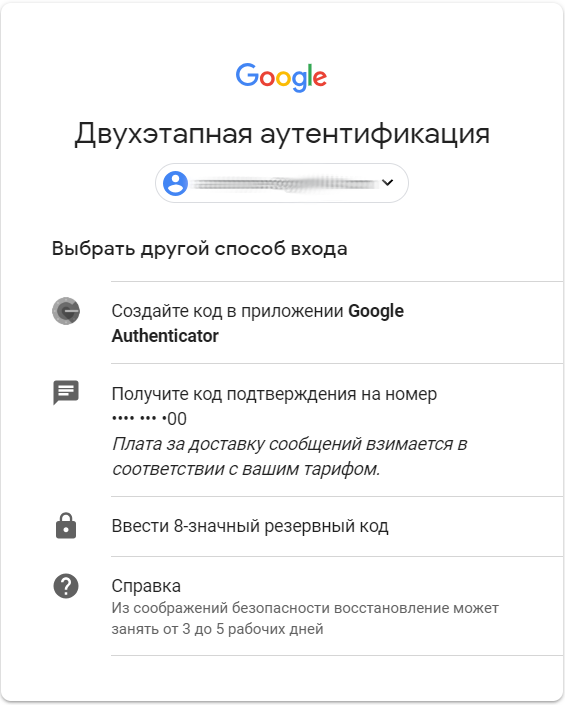 Google
Двухэтапная аутентификация
Выбрать другой способ входа
Создайте код в приложении Google
Authenticator
Получите код подтверждения на номер
•••• ••• •00
Плата за доставку сообщений взимается в
соответствии с вашим тарифом.
Ввести 8-значный резервный код
Справка
Из соображений безопасности восстановление может
занять от 3 до 5 рабочих дней